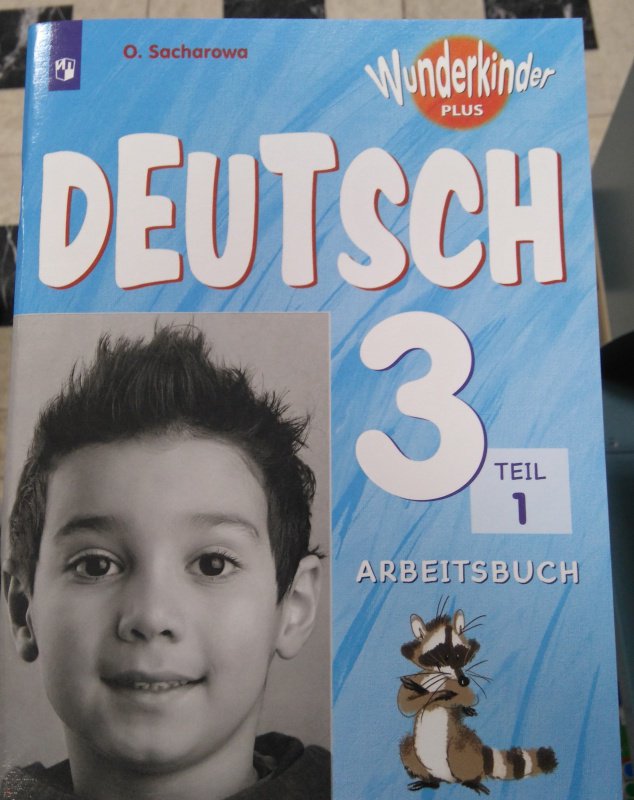 O. Sacharowa
Wunderkinder
PLUS
DEUTSCH
3
TEIL
1
ARBEITSBUCH